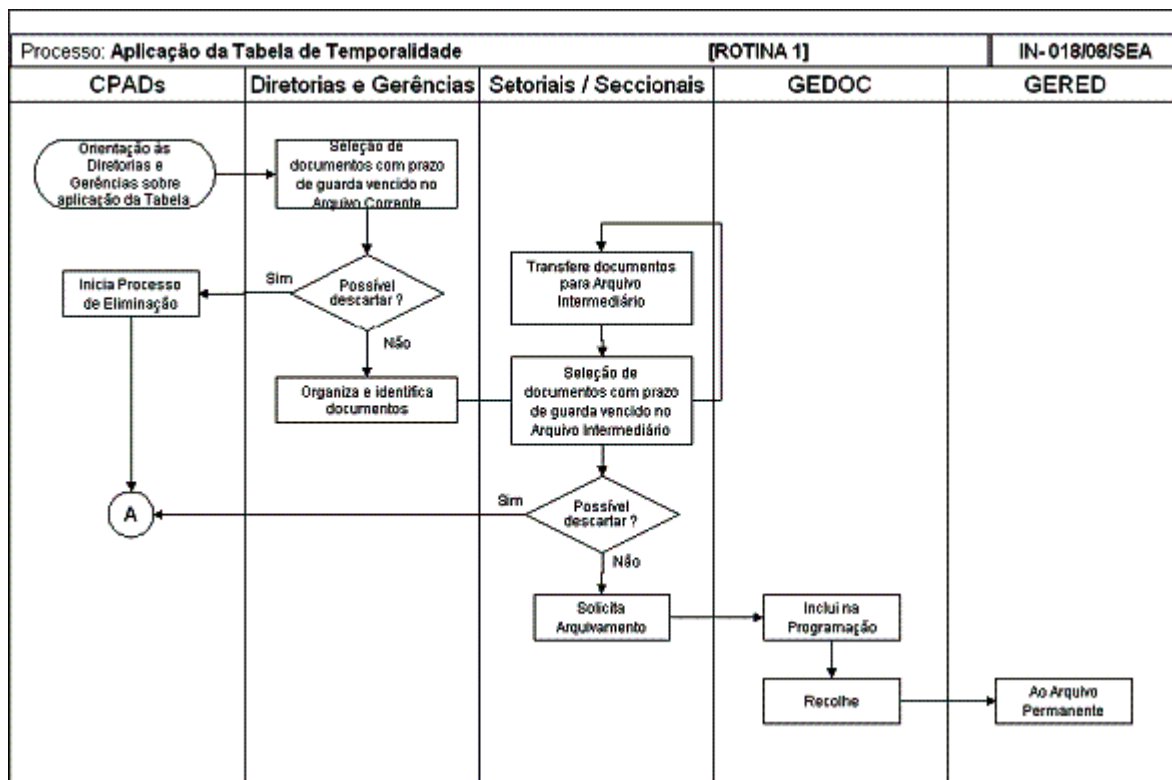 Processo: Aplicação da Tabela de Temporalidade [ROTINA 1] IN-018/08/SEA
CPADs Diretorias e Gerências Setoriais / Seccionais GEDOC GERED
Orientação às
Diretorias e
Gerências sobre
aplicação da Tabela
Seleção de
documentos com prazo
de guarda vencido no
Arquivo Corrente
Transfere documentos
para Arquivo
Intermediário
Inicia Processo
de Eliminação
Sim
Possível
descartar ?
Não
Organiza e identifica
documentos
Seleção de
documentos com prazo
de guarda vencido no
Arquivo Intermediário
A
Sim
Possível
descartar ?
Não
Solicita
Arquivamento
Inclui na
Programação
Recolhe
Ao Arquivo
Permanente